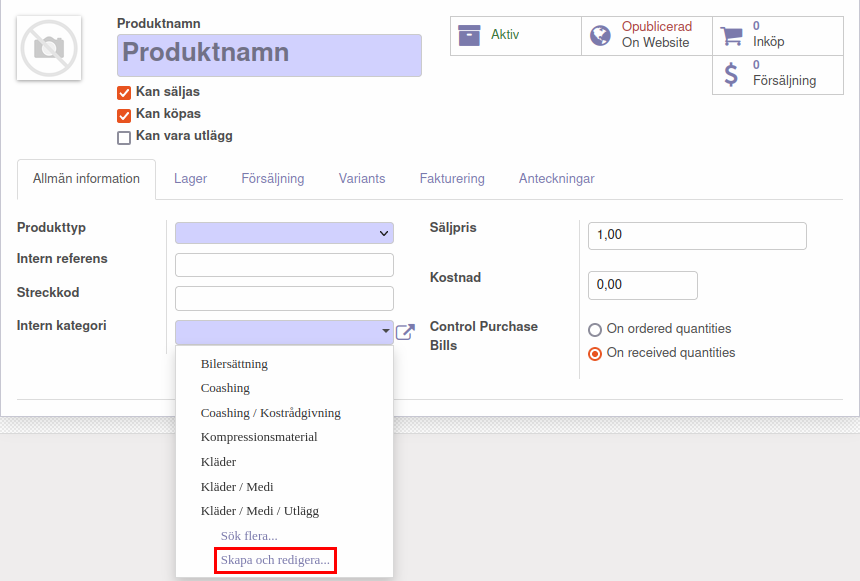 Produktnamn
Produktnamn
Kan säljas
Kan köpas
Kan vara utlägg
Aktiv
Opublicerad
On Website
0
Inköp
0
Försäljning
Allmän information
Lager
Försäljning
Variants
Fakturering
Anteckningar
Produkttyp
Intern referens
Streckkod
Intern kategori
Säljpris
1,00
Kostnad
0,00
Control Purchase
Bills
On ordered quantities
On received quantities
Bilersättning
Coashing
Coashing / Kostrådgivning
Kompressionsmaterial
Kläder
Kläder / Medi
Kläder / Medi / Utlägg
Sök flera...
Skapa och redigera...